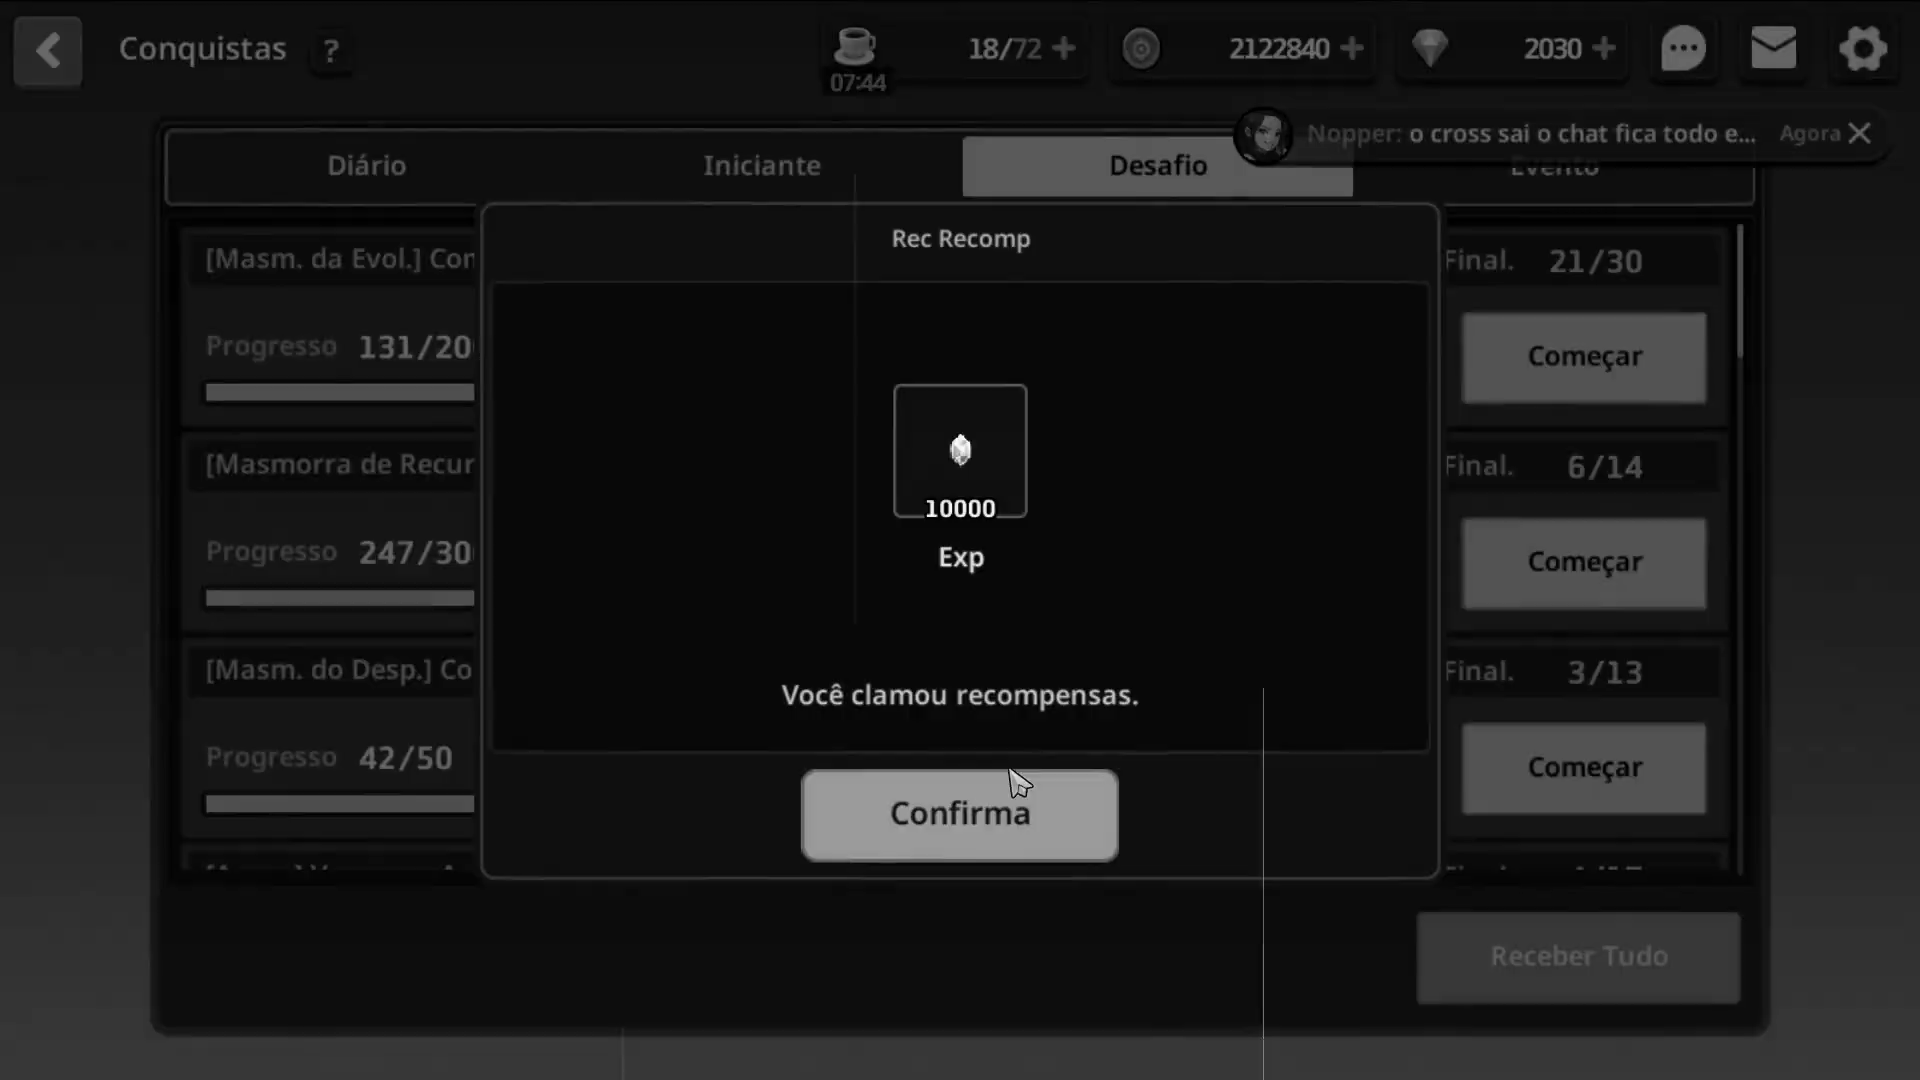 Conquistas ?
18/72
07:44
2122840
2030
Nopper: o cross sai o chat fica todo e... Agora
Diário
Iniciante
Desafio
Evento
Rec Recomp
[Masm. da Evol.] Con
Final. 21/30
Progresso 131/20
Começar
[Masmorra de Recur
Final. 6/14
Progresso 247/30
Começar
10000
Exp
[Masm. do Desp.] Co
Final. 3/13
Você clamou recompensas.
Progresso 42/50
Começar
Confirma
Receber Tudo